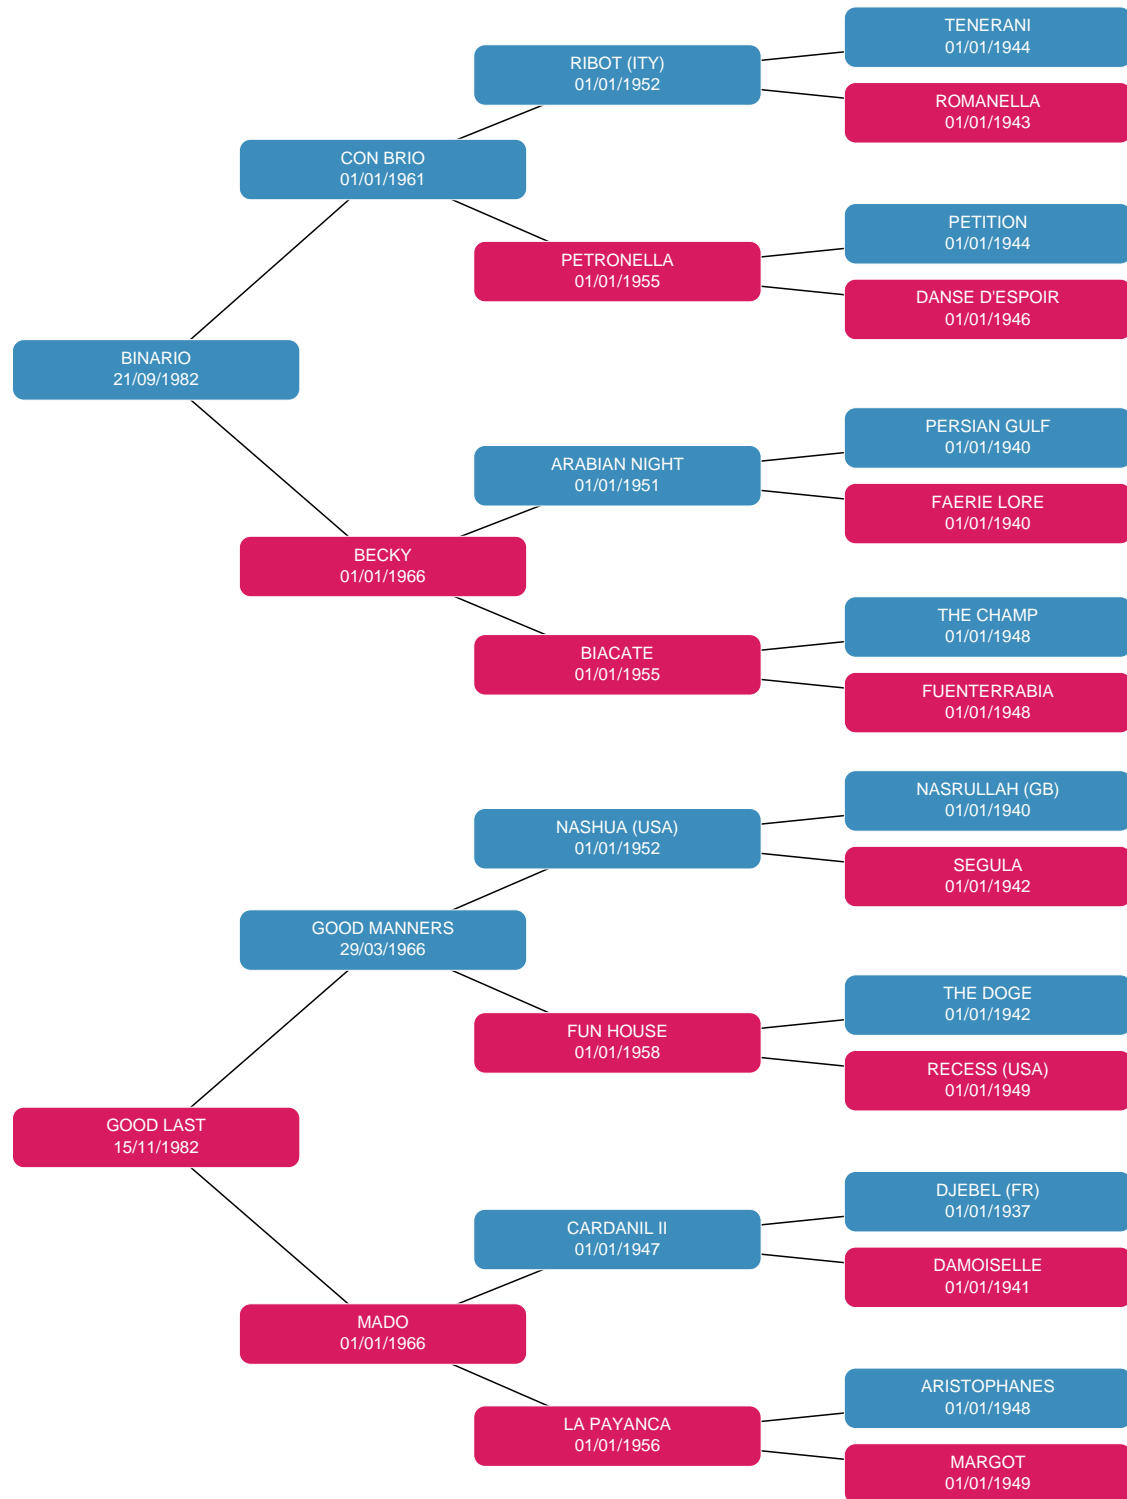 TENERANI
01/01/1944
RIBOT (ITY)
01/01/1952
ROMANELLA
01/01/1943
CON BRIO
01/01/1961
PETITION
01/01/1944
PETRONELLA
01/01/1955
DANSE D'ESPOIR
01/01/1946
BINARIO
21/09/1982
PERSIAN GULF
01/01/1940
ARABIAN NIGHT
01/01/1951
FAERIE LORE
01/01/1940
BECKY
01/01/1966
THE CHAMP
01/01/1948
BIACATE
01/01/1955
FUENTERRABIA
01/01/1948
NASRULLAH (GB)
01/01/1940
NASHUA (USA)
01/01/1952
SEGULA
01/01/1942
GOOD MANNERS
29/03/1966
THE DOGE
01/01/1942
FUN HOUSE
01/01/1958
RECESS (USA)
01/01/1949
GOOD LAST
15/11/1982
DJEBEL (FR)
01/01/1937
CARDANIL II
01/01/1947
DAMOISELLE
01/01/1941
MADO
01/01/1966
ARISTOPHANES
01/01/1948
LA PAYANCA
01/01/1956
MARGOT
01/01/1949